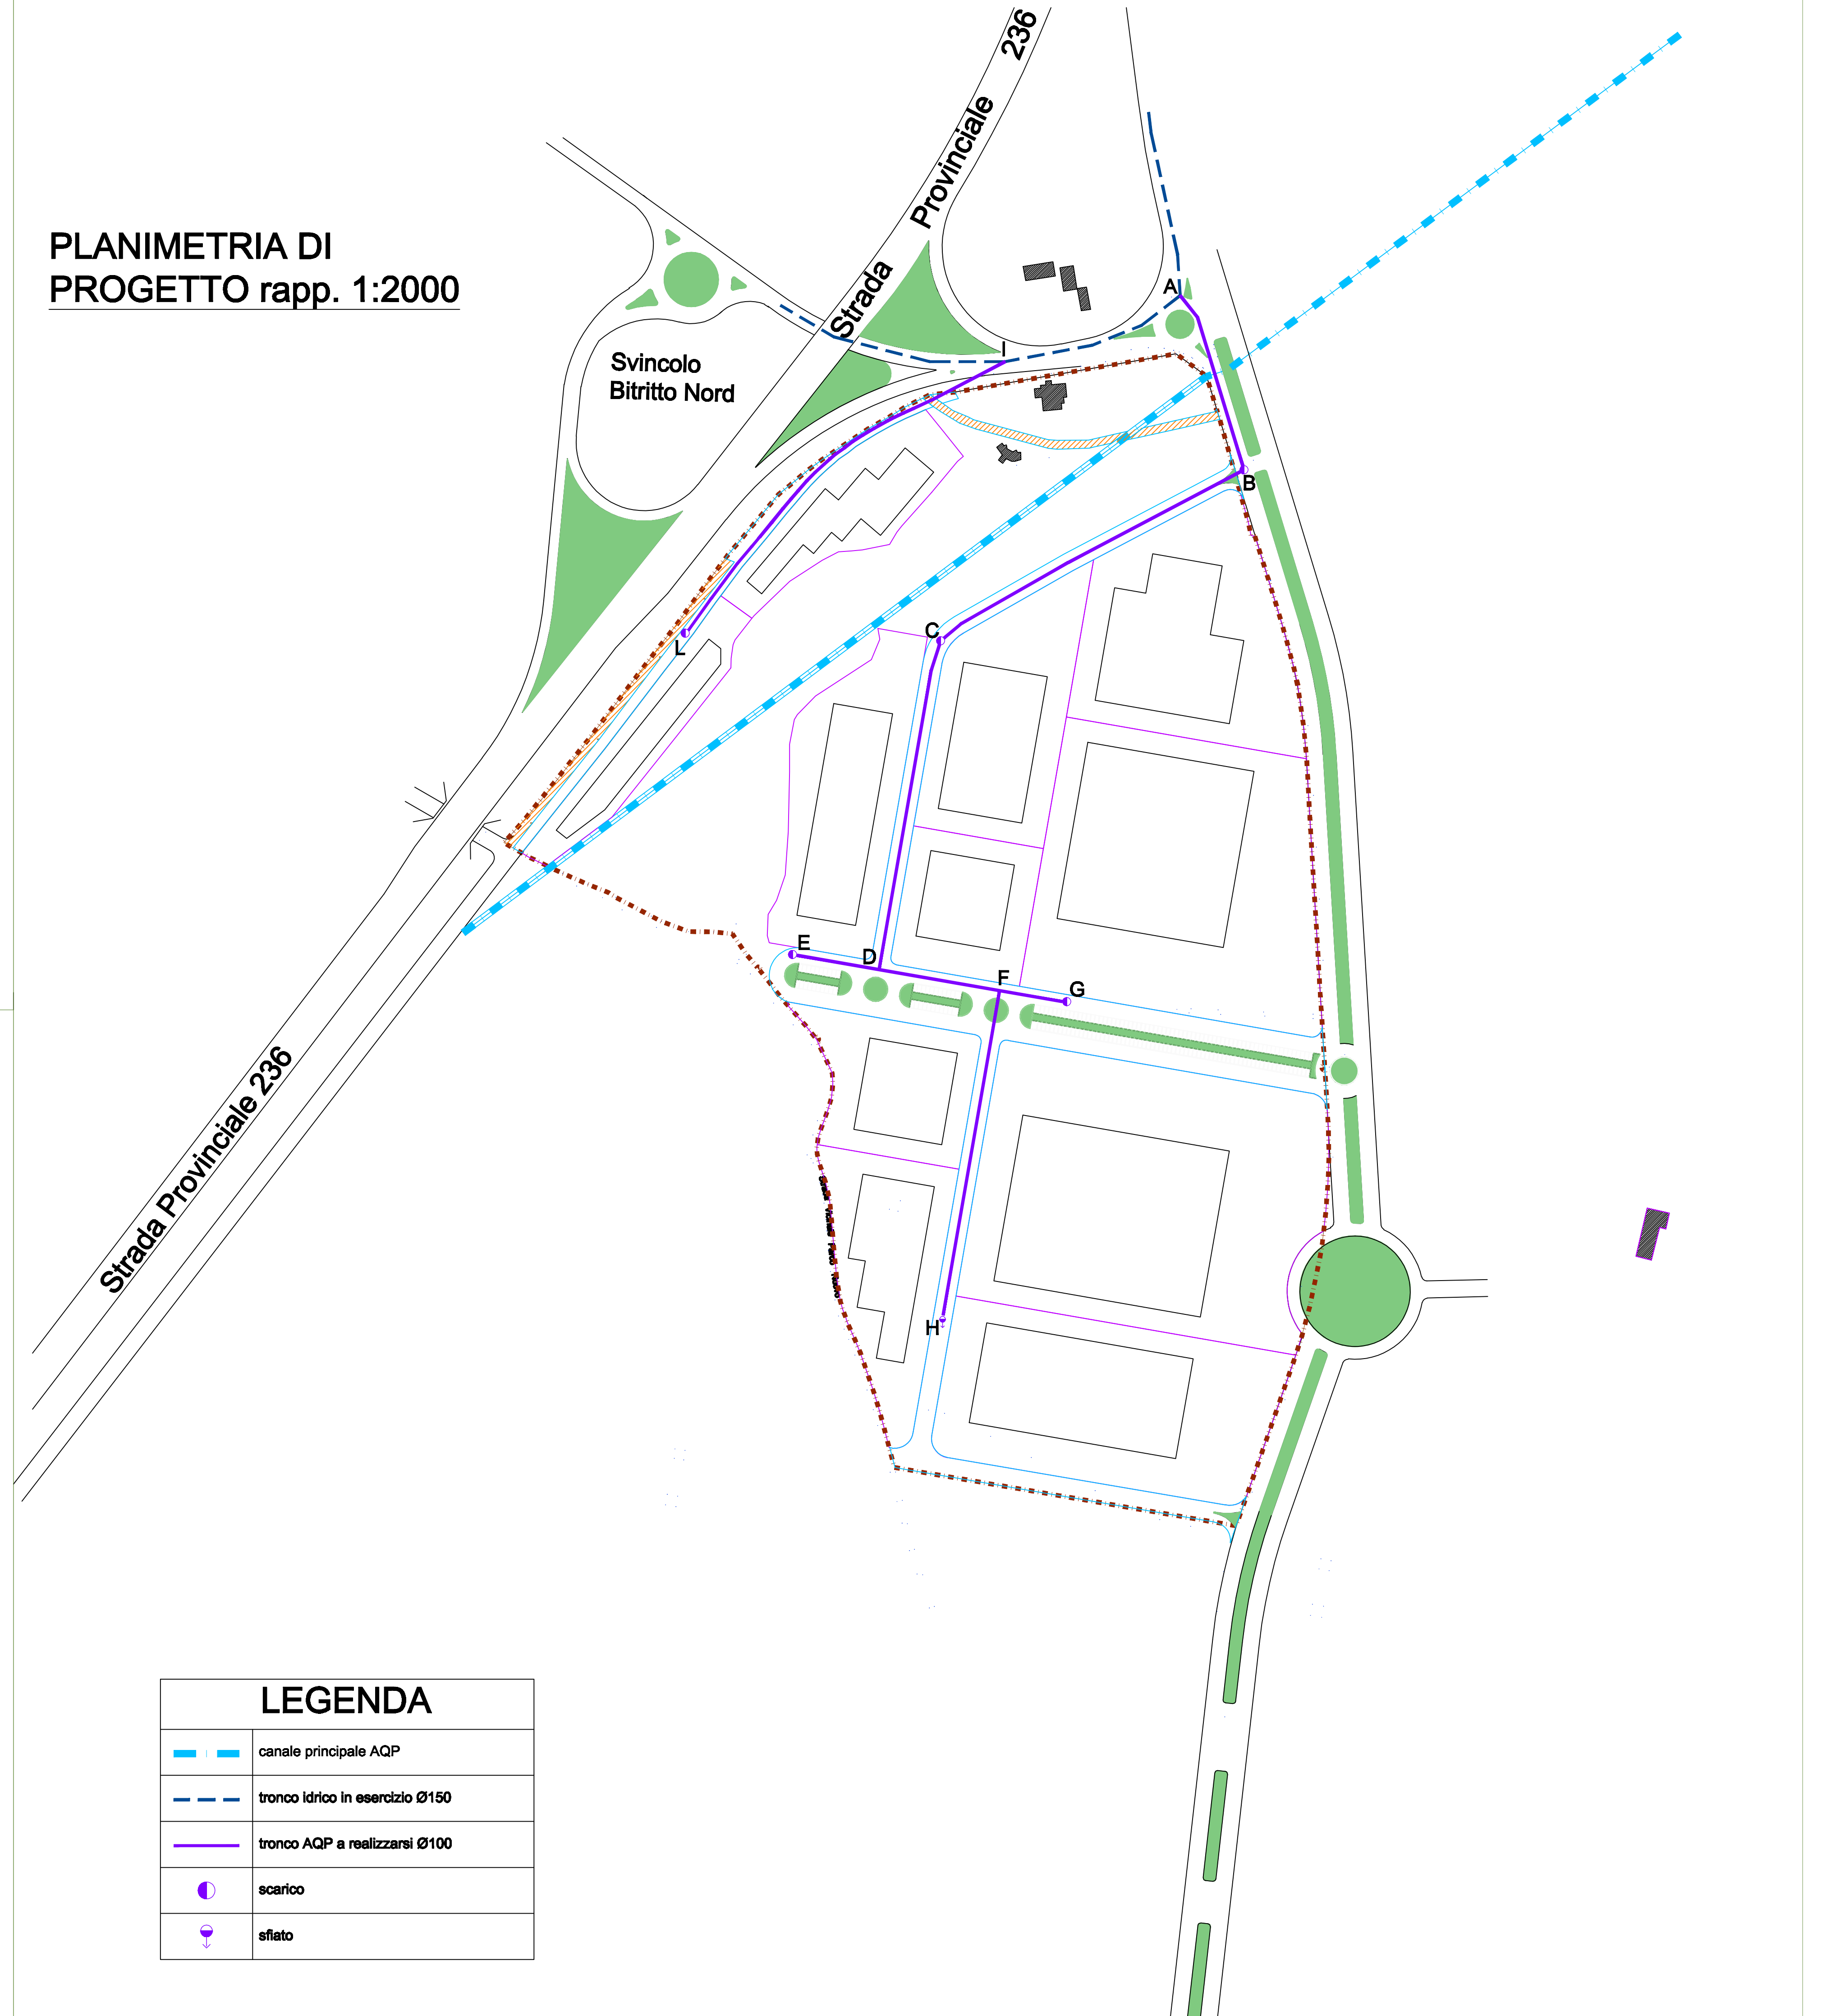 236
Provinciale
Strada
PLANIMETRIA DI
PROGETTO rapp. 1:2000
A
I
Svincolo
Bitritto Nord
B
C
L
E
D
F
G
Strada Provinciale 236
H
LEGENDA
canale principale AQP
tronco idrico in esercizio Ø150
tronco AQP a realizzarsi Ø100
scarico
sfiato